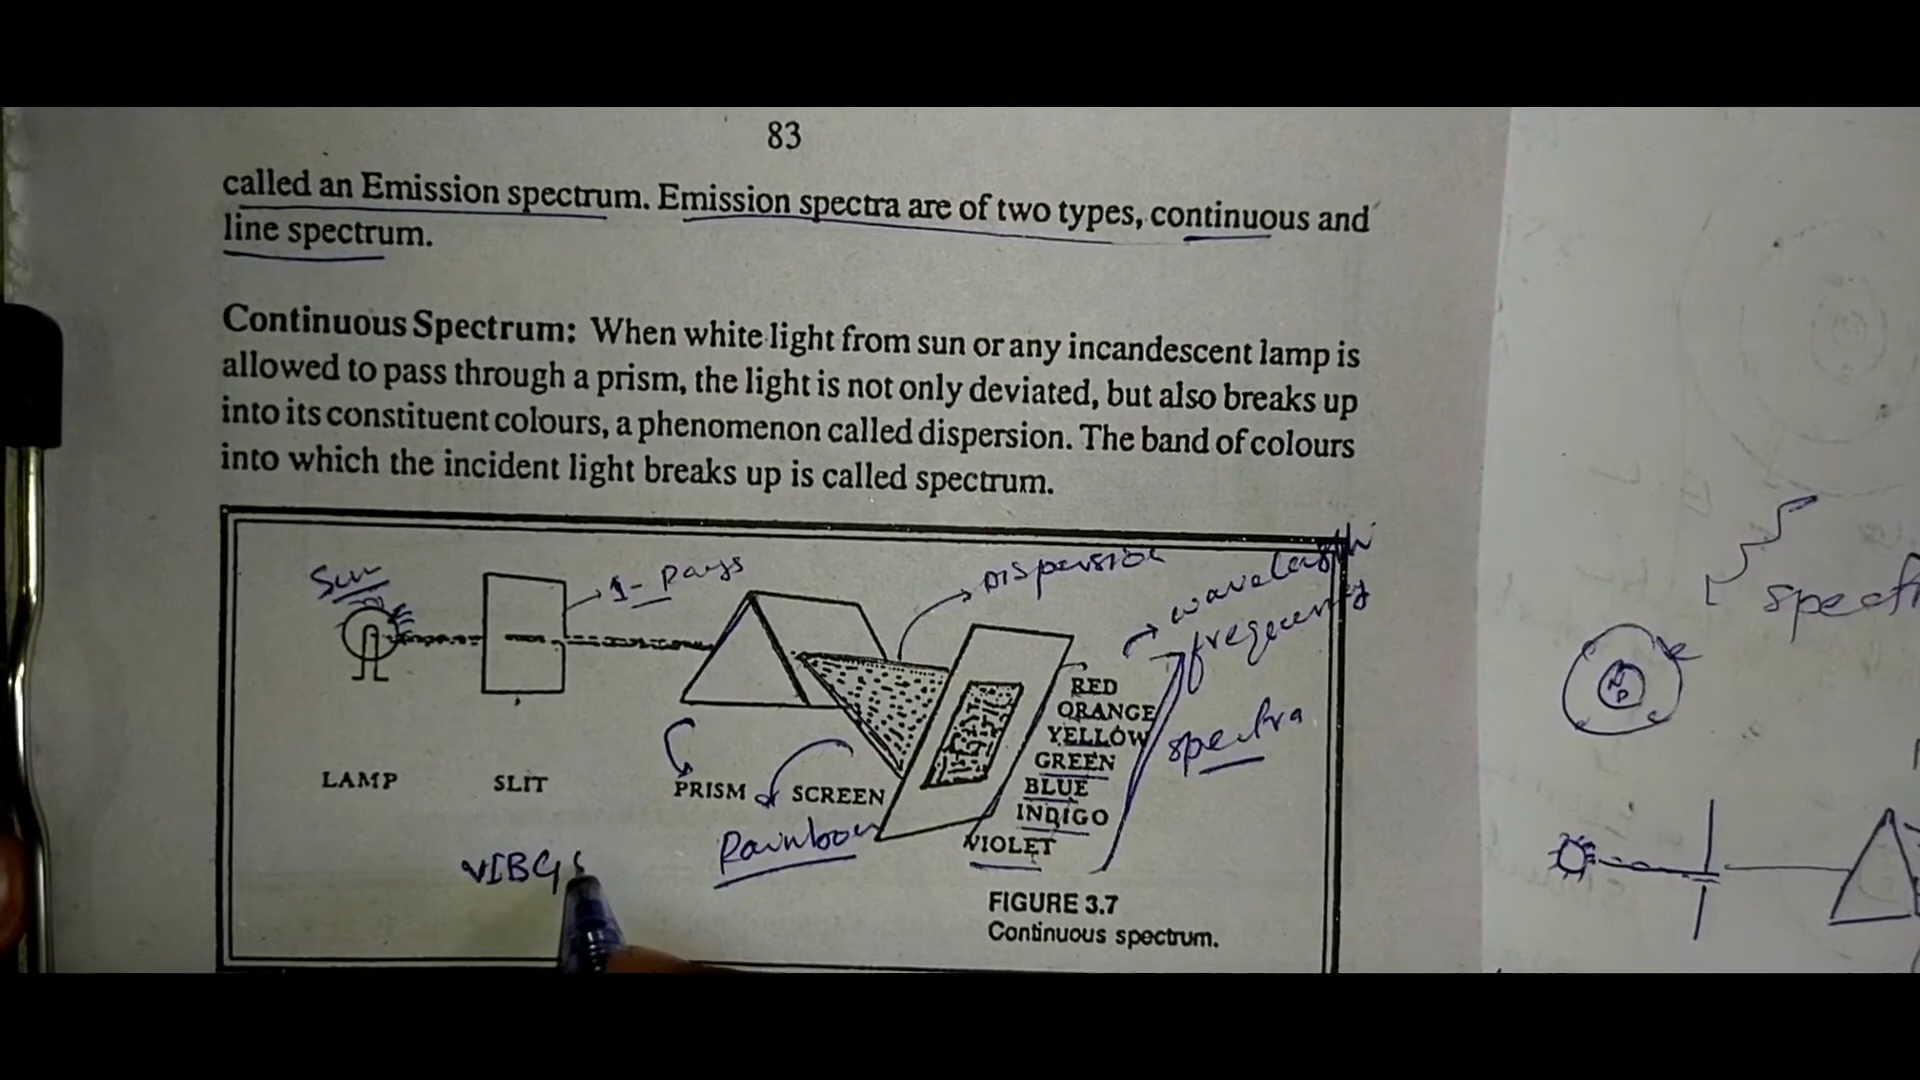 83
called an Emission spectrum. Emission spectra are of two types, continuous and
line spectrum.
Continuous Spectrum: When white light from sun or any incandescent lamp is
allowed to pass through a prism, the light is not only deviated, but also breaks up
into its constituent colours, a phenomenon called dispersion. The band of colours
into which the incident light breaks up is called spectrum.
Sun
1- Rays
Dispersion
wavelength
frequency
RED
ORANGE
YELLOW
GREEN
BLUE
INDIGO
VIOLET
spectra
LAMP
SLIT
PRISM
SCREEN
Rainbow
VIBG
FIGURE 3.7
Continuous spectrum.